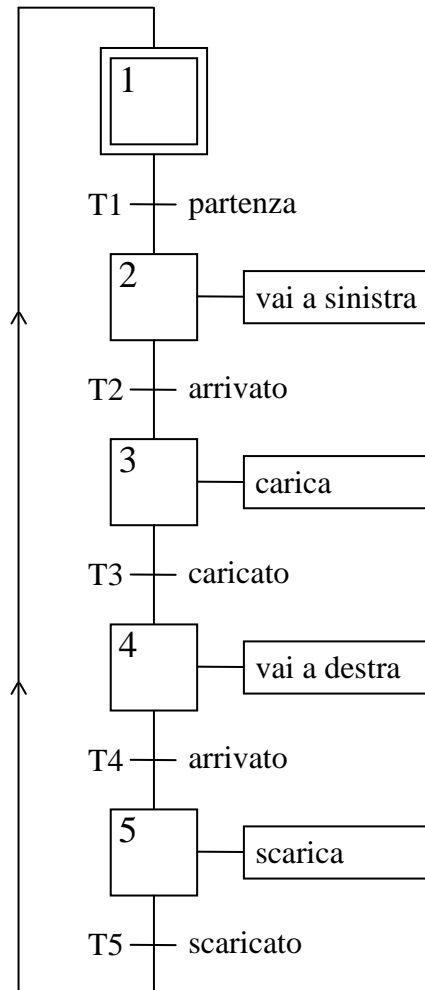 1
T1 partenza
2 vai a sinistra
T2 arrivato
3 carica
T3 caricato
4 vai a destra
T4 arrivato
5 scarica
T5 scaricato